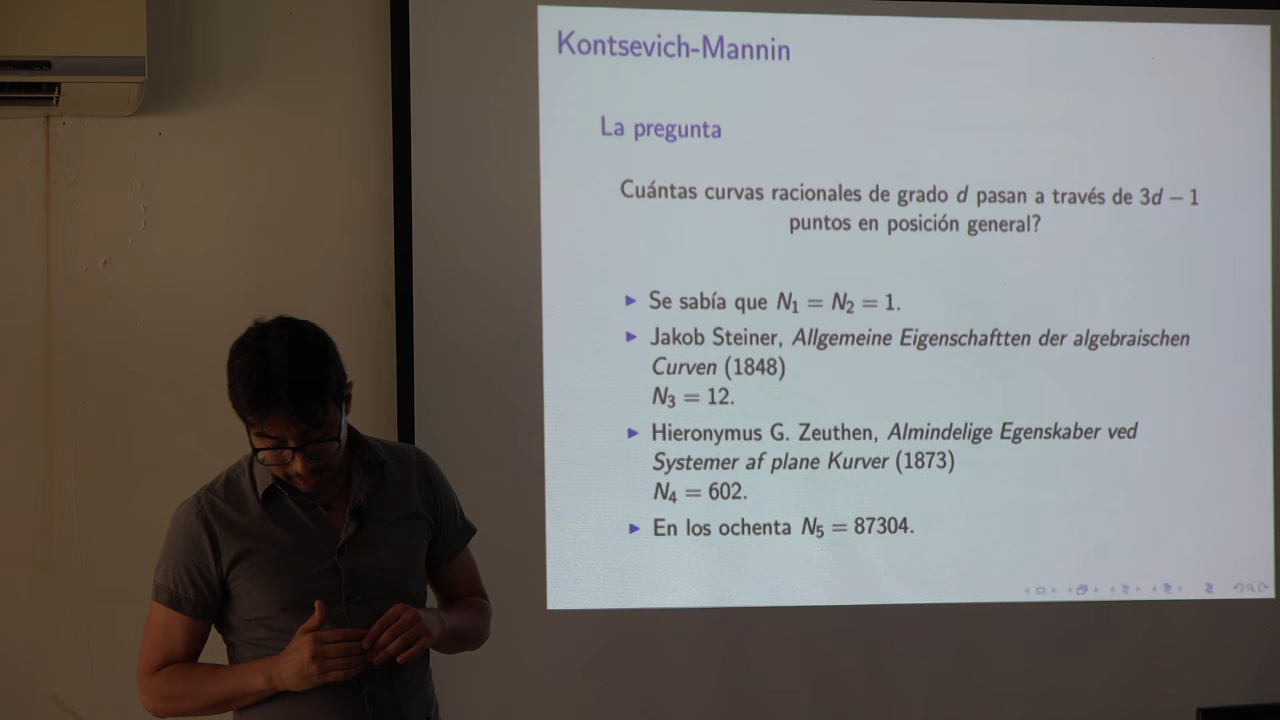 Kontsevich-Mannin
La pregunta
Cuántas curvas racionales de grado d pasan a través de 3d − 1
puntos en posición general?
▶ Se sabía que N₁ = N₂ = 1.
▶ Jakob Steiner, Allgemeine Eigenschaftten der algebraischen
Curven (1848)
N₃ = 12.
▶ Hieronymus G. Zeuthen, Almindelige Egenskaber ved
Systemer af plane Kurver (1873)
N₄ = 602.
▶ En los ochenta N₅ = 87304.